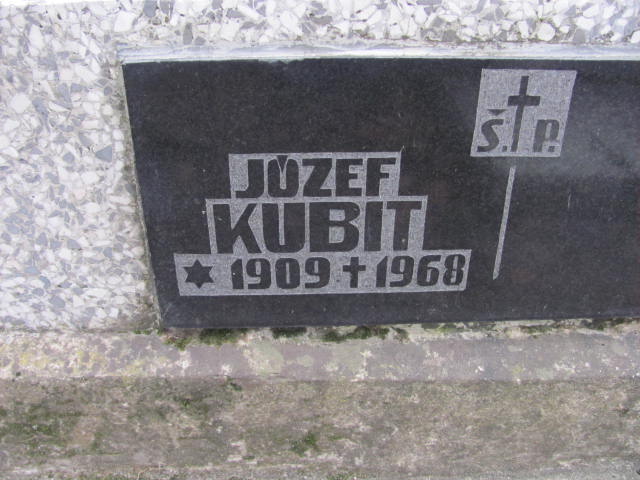 Ś. P.
JÓZEF
KUBIT
★ 1909 ✝ 1968